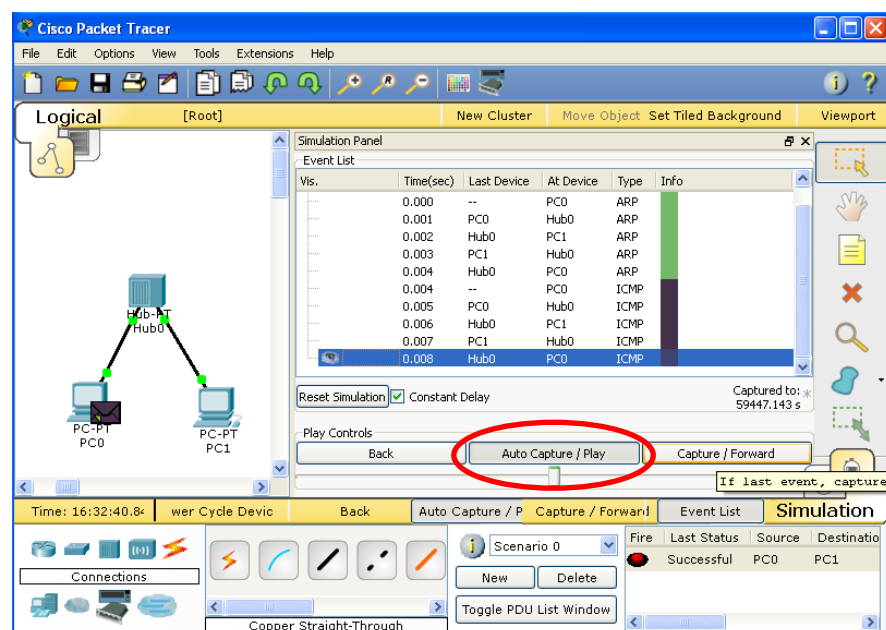 Cisco Packet Tracer
File Edit Options View Tools Extensions Help
Logical [Root] New Cluster Move Object Set Tiled Background Viewport
Simulation Panel
Event List
Vis. Time(sec) Last Device At Device Type Info
0.000 -- PC0 ARP
0.001 PC0 Hub0 ARP
0.002 Hub0 PC1 ARP
0.003 PC1 Hub0 ARP
0.004 Hub0 PC0 ARP
0.004 -- PC0 ICMP
0.005 PC0 Hub0 ICMP
0.006 Hub0 PC1 ICMP
0.007 PC1 Hub0 ICMP
0.008 Hub0 PC0 ICMP
Hub-PT
Hub0
PC-PT
PC0
PC-PT
PC1
Reset Simulation Constant Delay
Captured to: *
59447.143 s
Play Controls
Back Auto Capture / Play Capture / Forward
If last event, capture
Time: 16:32:40.84 wer Cycle Devic Back Auto Capture / P Capture / Forward Event List Simulation
Connections
Copper Straight-Through
Scenario 0
New Delete
Toggle PDU List Window
Fire Last Status Source Destinatio
Successful PC0 PC1